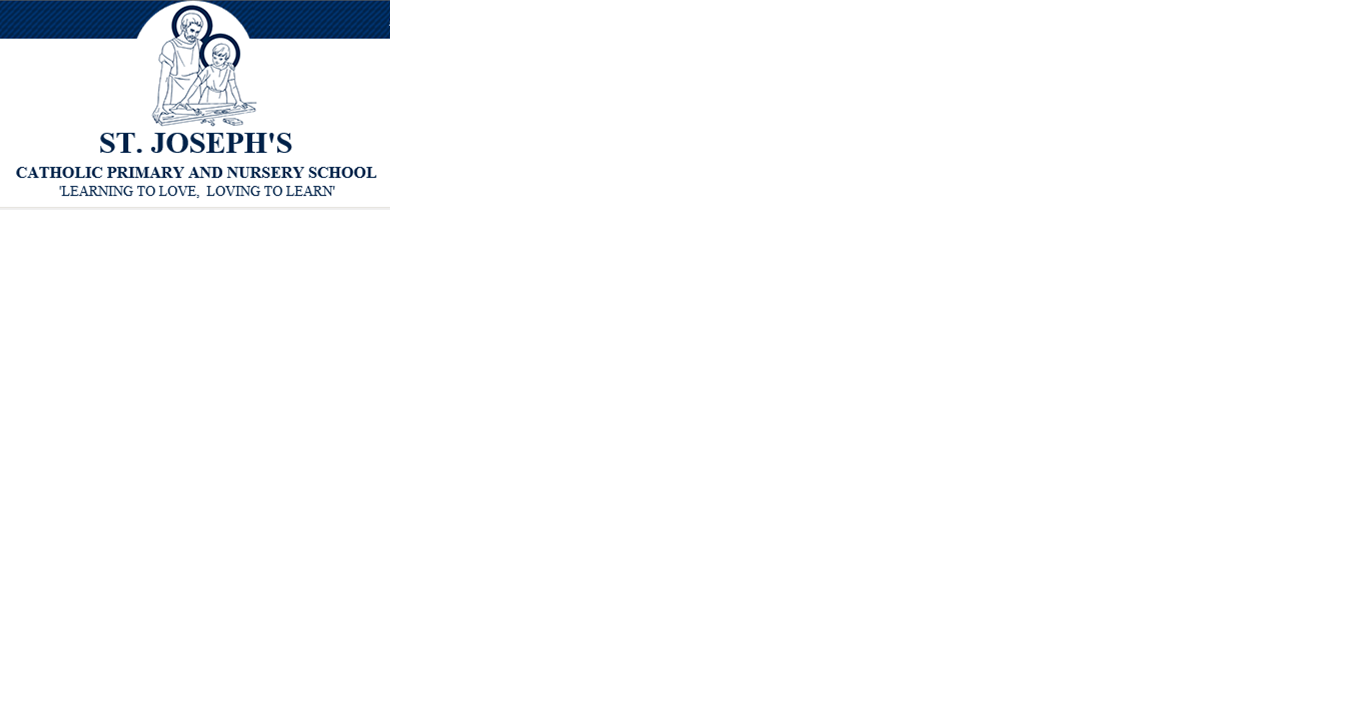 ST. JOSEPH'S
CATHOLIC PRIMARY AND NURSERY SCHOOL
'LEARNING TO LOVE,  LOVING TO LEARN'